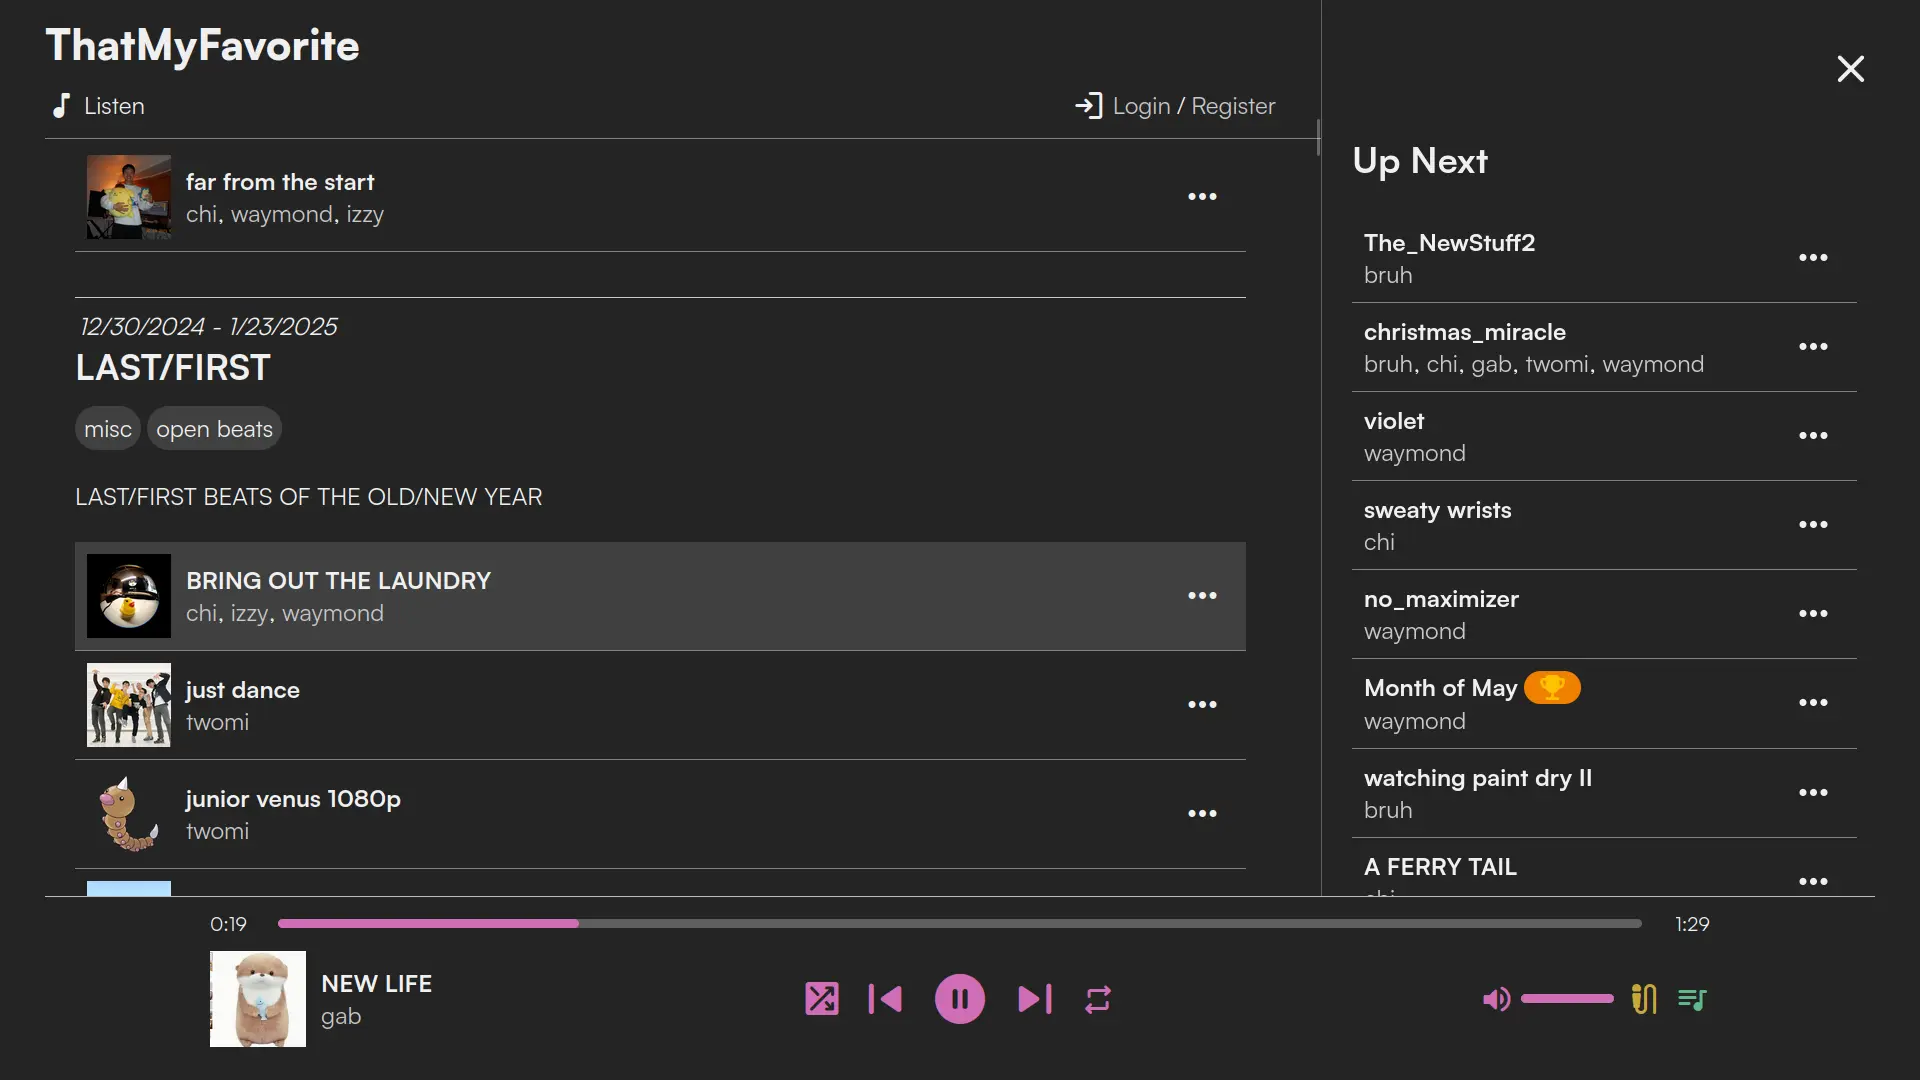 ThatMyFavorite
Listen
Login / Register
far from the start
chi, waymond, izzy
12/30/2024 - 1/23/2025
LAST/FIRST
misc
open beats
LAST/FIRST BEATS OF THE OLD/NEW YEAR
BRING OUT THE LAUNDRY
chi, izzy, waymond
just dance
twomi
junior venus 1080p
twomi
Up Next
The_NewStuff2
bruh
christmas_miracle
bruh, chi, gab, twomi, waymond
violet
waymond
sweaty wrists
chi
no_maximizer
waymond
Month of May
waymond
watching paint dry II
bruh
A FERRY TAIL
0:19
1:29
NEW LIFE
gab